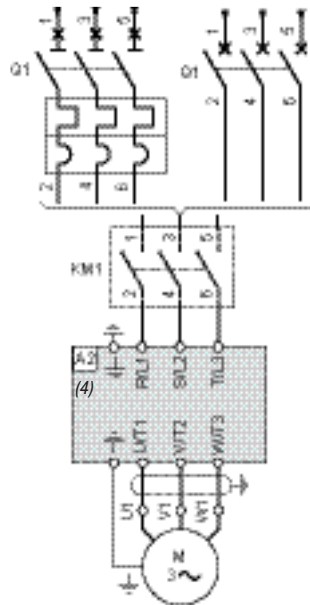 1 3 5 1 3 5
Q1 Q1
2 4 6 2 4 6
1 3 5
KM1
2 4 6
A2
(4)
R/L1 S/L2 T/L3
U/T1 V/T2 W/T3
U1 V1 W1
M
3